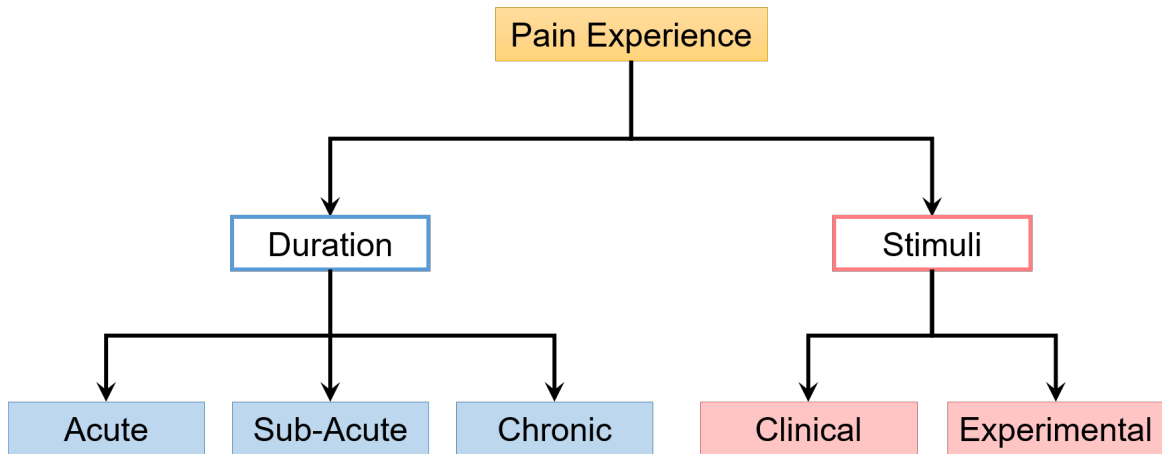 Pain Experience
Duration
Stimuli
Acute
Sub-Acute
Chronic
Clinical
Experimental